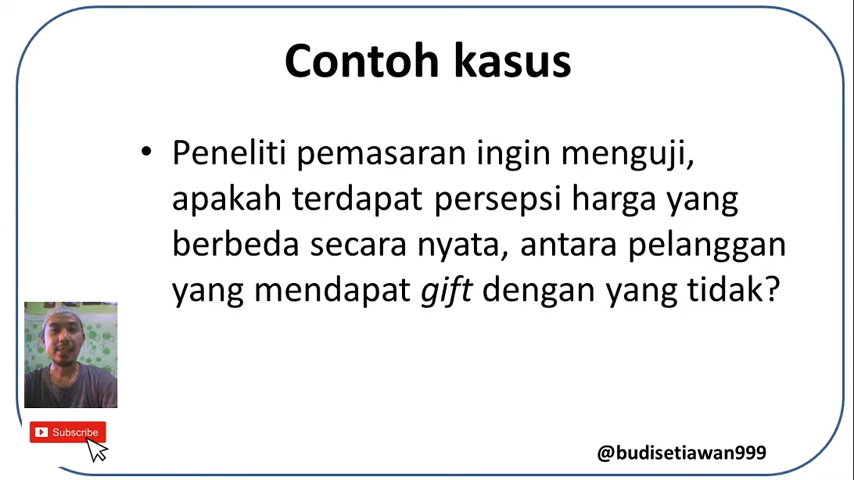 Contoh kasus
• Peneliti pemasaran ingin menguji,
apakah terdapat persepsi harga yang
berbeda secara nyata, antara pelanggan
yang mendapat gift dengan yang tidak?
Subscribe
@budisetiawan999